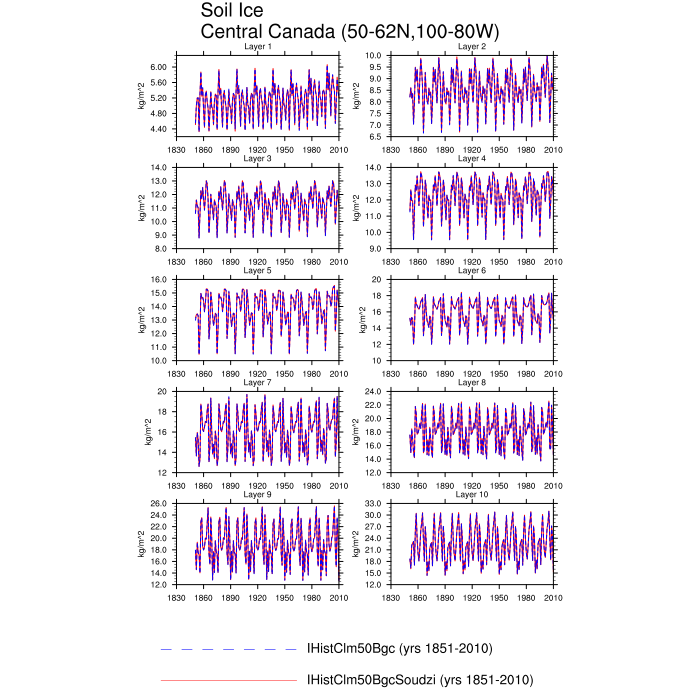 Soil Ice
Central Canada (50-62N,100-80W)
Layer 1
kg/m^2
6.00
5.60
5.20
4.80
4.40
1830 1860 1890 1920 1950 1980 2010
Layer 2
kg/m^2
10.0
9.5
9.0
8.5
8.0
7.5
7.0
6.5
1830 1860 1890 1920 1950 1980 2010
Layer 3
kg/m^2
14.0
13.0
12.0
11.0
10.0
9.0
8.0
1830 1860 1890 1920 1950 1980 2010
Layer 4
kg/m^2
14.0
13.0
12.0
11.0
10.0
9.0
1830 1860 1890 1920 1950 1980 2010
Layer 5
kg/m^2
16.0
15.0
14.0
13.0
12.0
11.0
10.0
1830 1860 1890 1920 1950 1980 2010
Layer 6
kg/m^2
20
18
16
14
12
10
1830 1860 1890 1920 1950 1980 2010
Layer 7
kg/m^2
20
18
16
14
12
1830 1860 1890 1920 1950 1980 2010
Layer 8
kg/m^2
24.0
22.0
20.0
18.0
16.0
14.0
12.0
1830 1860 1890 1920 1950 1980 2010
Layer 9
kg/m^2
26.0
24.0
22.0
20.0
18.0
16.0
14.0
12.0
1830 1860 1890 1920 1950 1980 2010
Layer 10
kg/m^2
33.0
30.0
27.0
24.0
21.0
18.0
15.0
12.0
1830 1860 1890 1920 1950 1980 2010
IHistClm50Bgc (yrs 1851-2010)
IHistClm50BgcSoudzi (yrs 1851-2010)